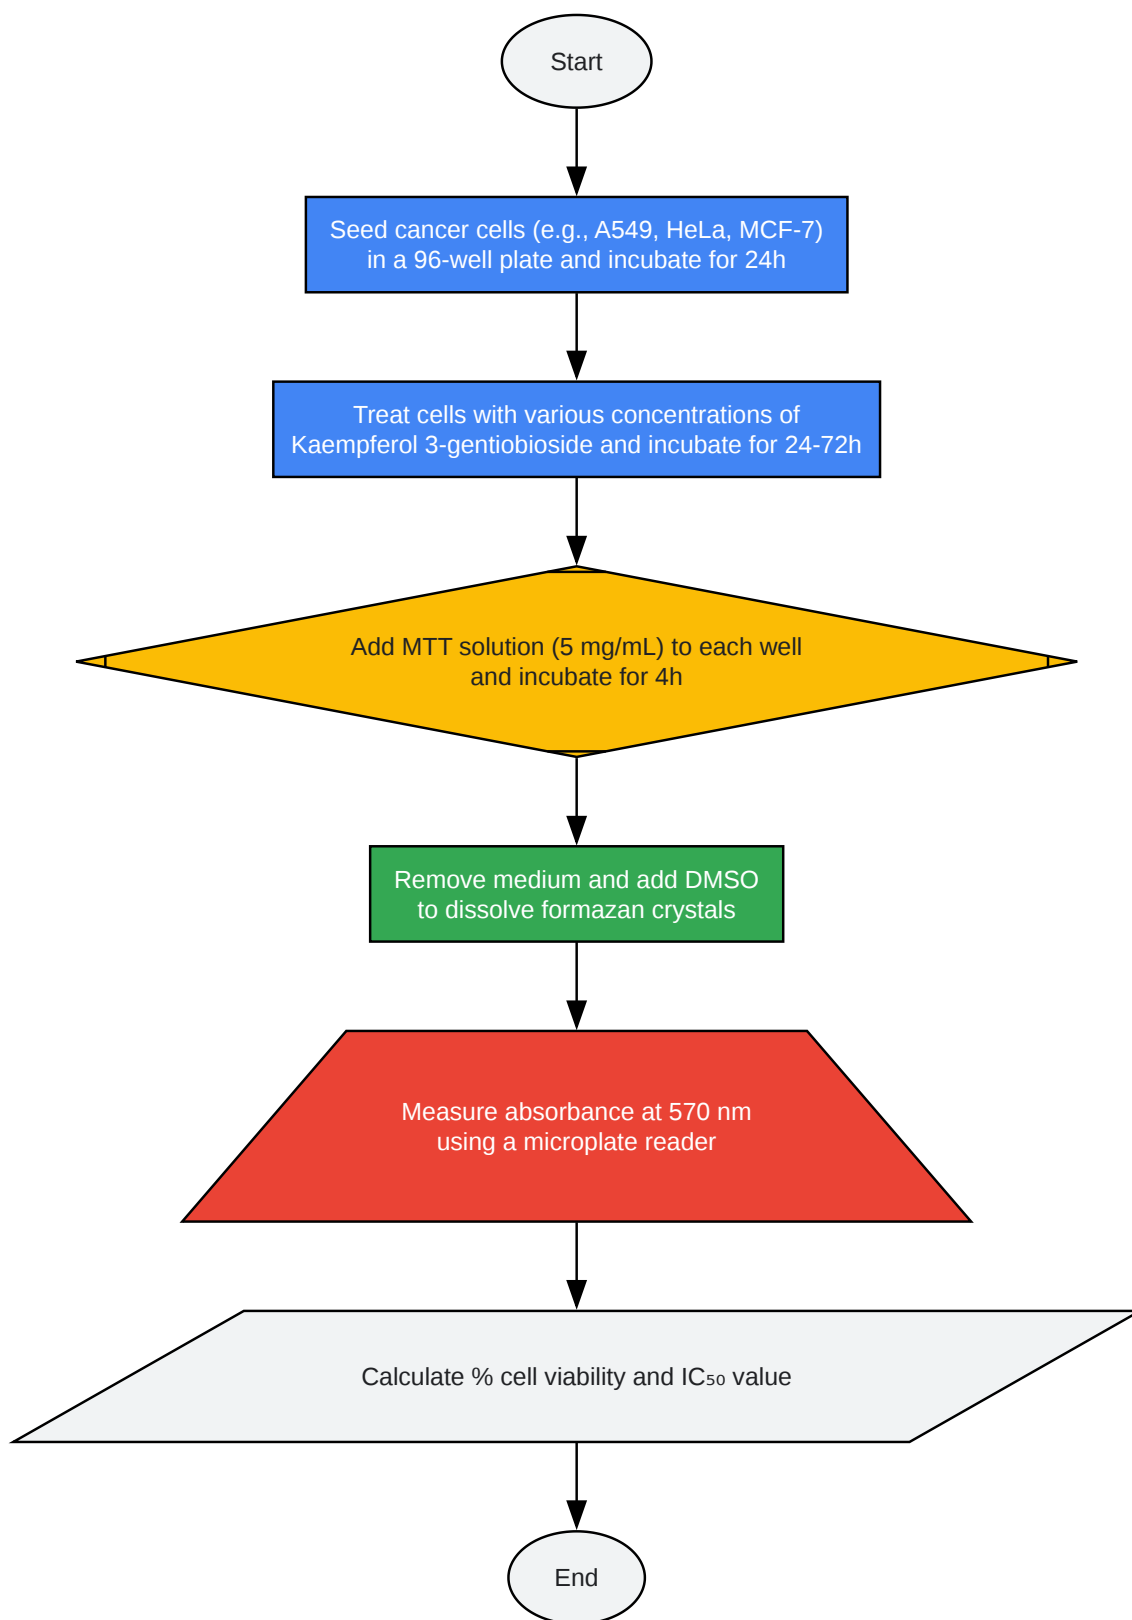 Start
Seed cancer cells (e.g., A549, HeLa, MCF-7)
in a 96-well plate and incubate for 24h
Treat cells with various concentrations of
Kaempferol 3-gentiobioside and incubate for 24-72h
Add MTT solution (5 mg/mL) to each well
and incubate for 4h
Remove medium and add DMSO
to dissolve formazan crystals
Measure absorbance at 570 nm
using a microplate reader
Calculate % cell viability and IC₅₀ value
End